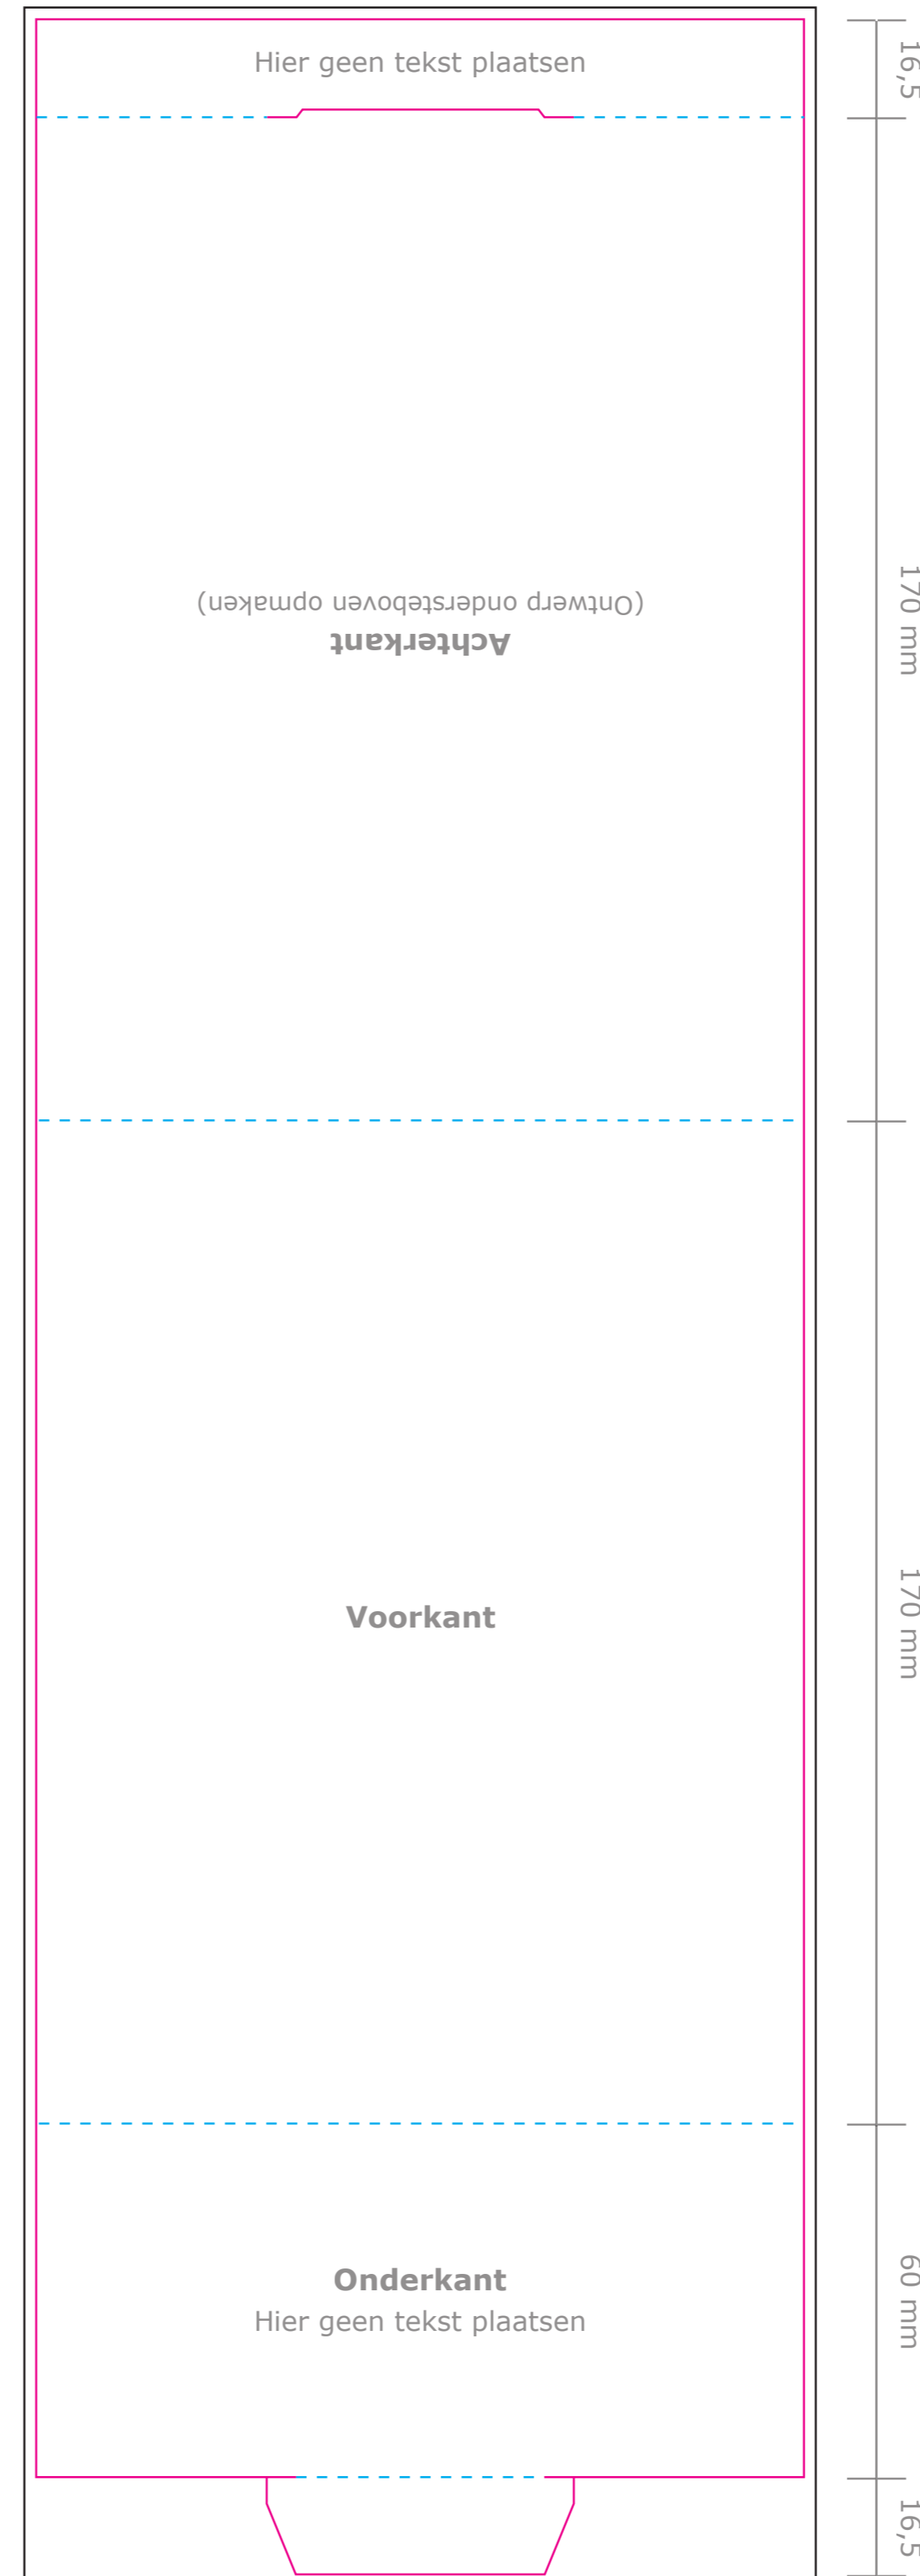 Hier geen tekst plaatsen
16,5
(Ontwerp ondersteboven opmaken)
Achterkant
170 mm
Voorkant
170 mm
Onderkant
Hier geen tekst plaatsen
60 mm
16,5